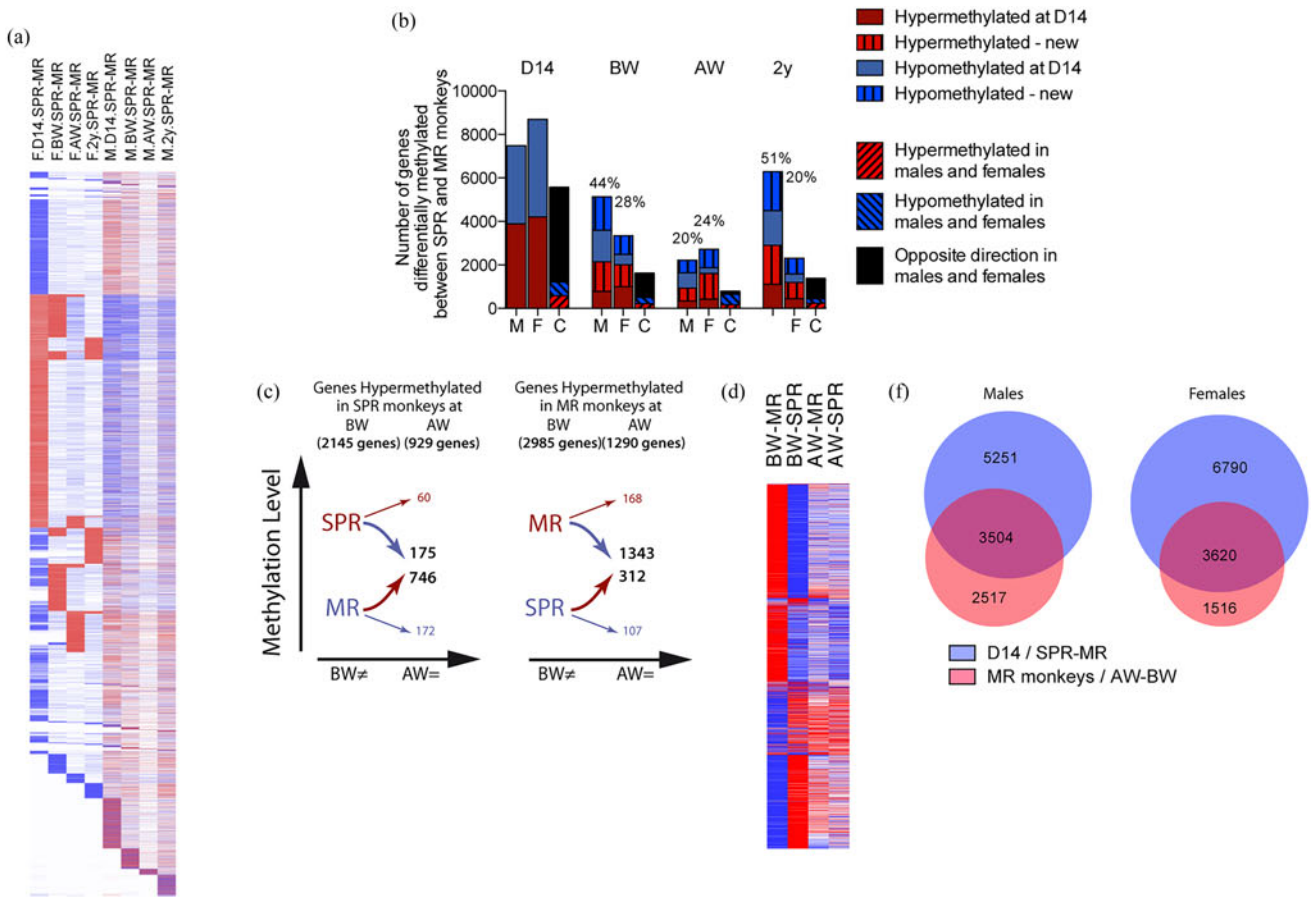 (a)
F.D14.SPR-MR
F.BW.SPR-MR
F.AW.SPR-MR
F.2y.SPR-MR
M.D14.SPR-MR
M.BW.SPR-MR
M.AW.SPR-MR
M.2y.SPR-MR
(b)
Number of genes
differentially methylated
between SPR and MR monkeys
D14 BW AW 2y
10000
8000
6000
4000
2000
0
44%
28%
20%
24%
51%
20%
M F C M F C M F C F C
Hypermethylated at D14
Hypermethylated - new
Hypomethylated at D14
Hypomethylated - new
Hypermethylated in
males and females
Hypomethylated in
males and females
Opposite direction in
males and females
(c)
Genes Hypermethylated
in SPR monkeys at
BW AW
(2145 genes) (929 genes)
Genes Hypermethylated
in MR monkeys at
BW AW
(2985 genes)(1290 genes)
Methylation Level
SPR
60
175
746
MR
172
BW≠ AW=
MR
168
1343
312
SPR
107
BW≠ AW=
(d)
BW-MR
BW-SPR
AW-MR
AW-SPR
(f)
Males Females
5251
3504
2517
6790
3620
1516
D14 / SPR-MR
MR monkeys / AW-BW